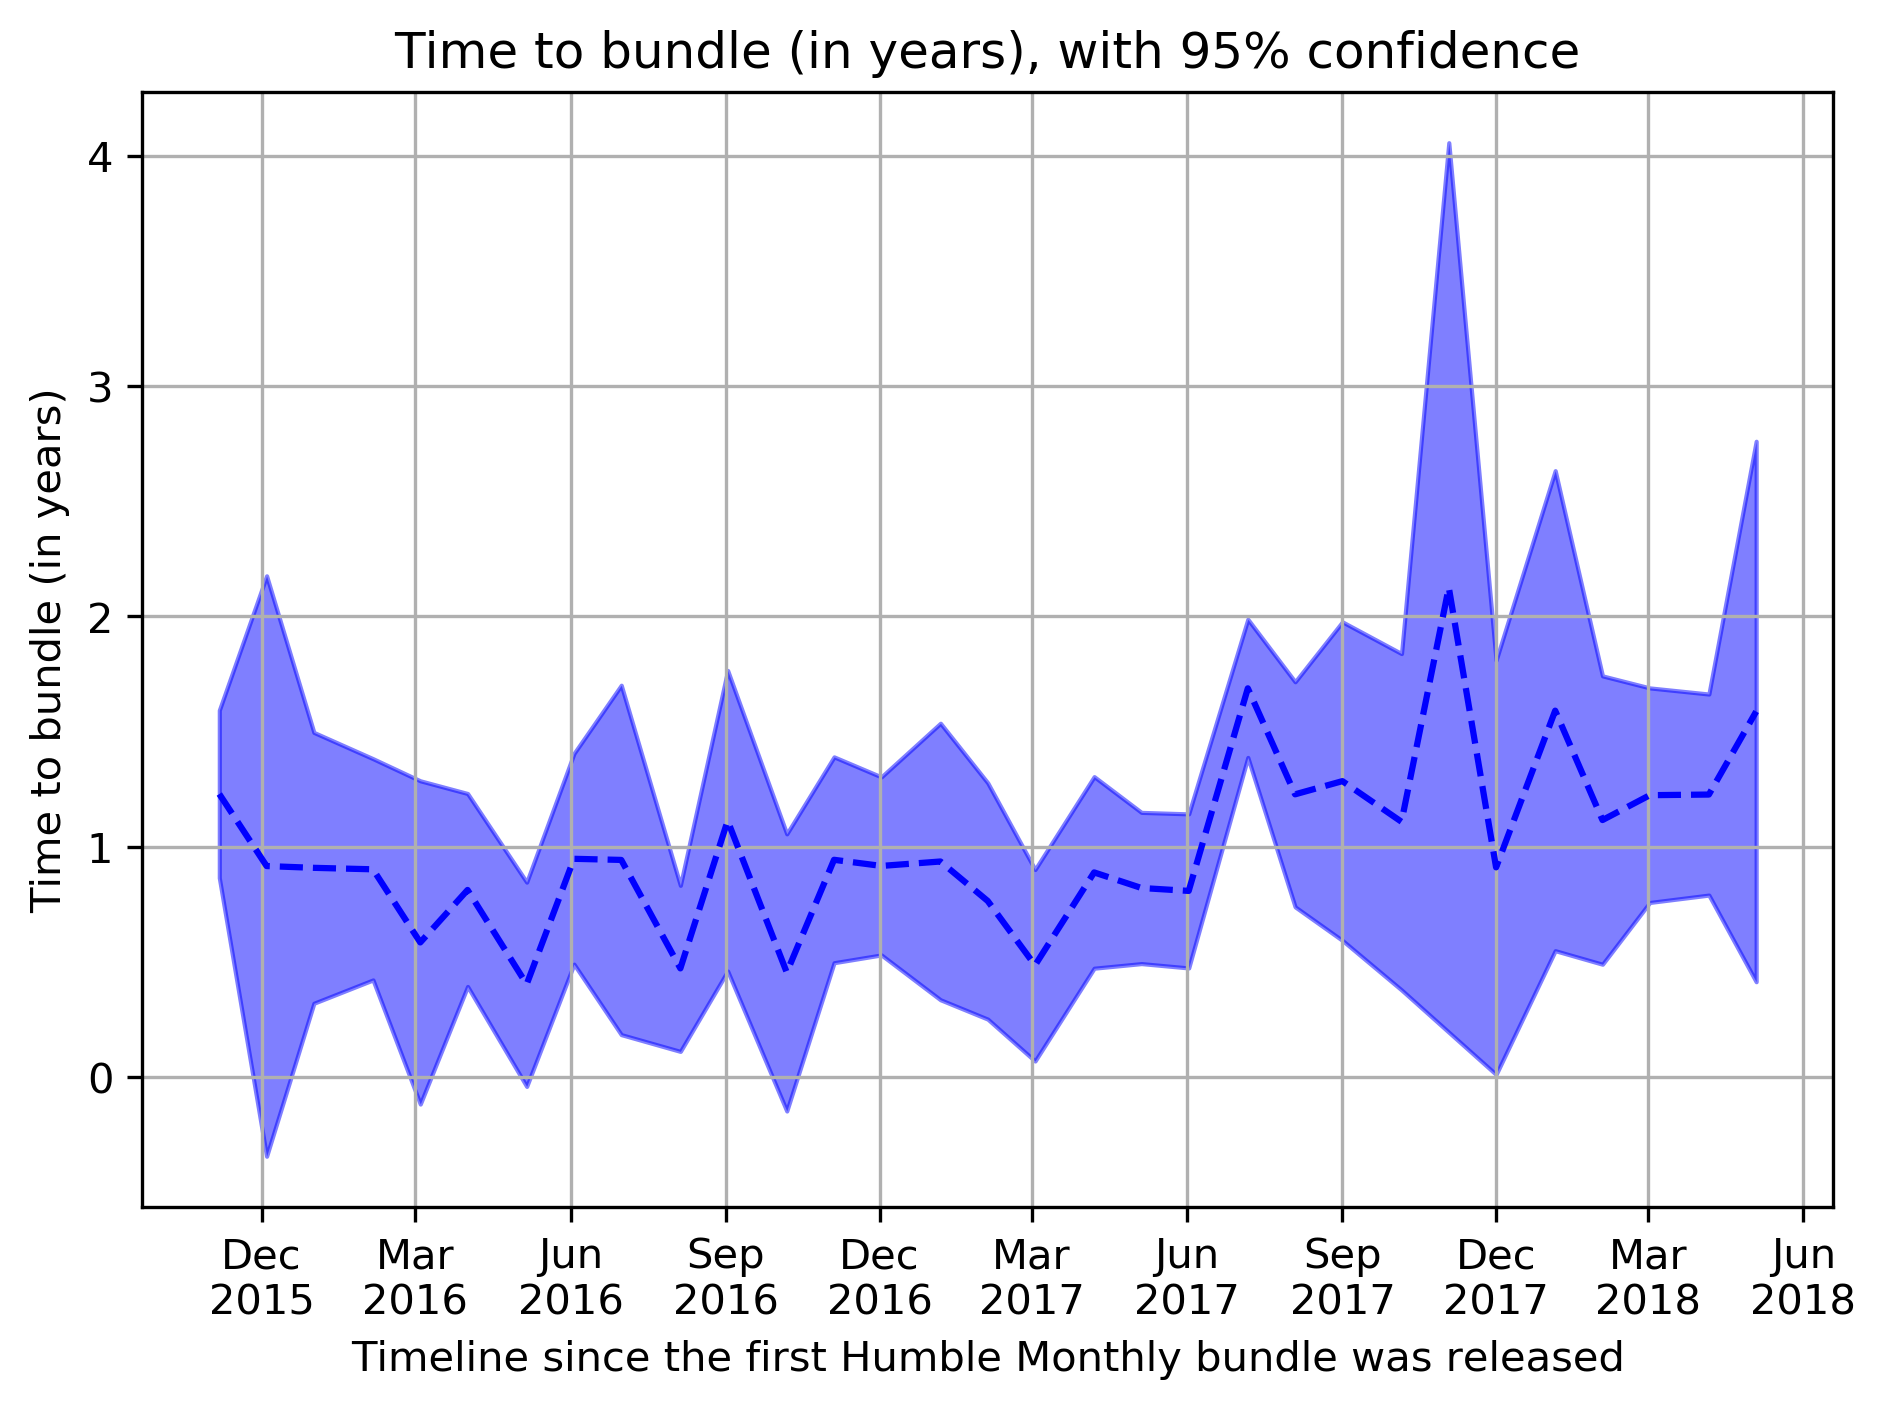 Time to bundle (in years), with 95% confidence
Time to bundle (in years)
4
3
2
1
0
Dec Mar Jun Sep Dec Mar Jun Sep Dec Mar Jun
2015 2016 2016 2016 2016 2017 2017 2017 2017 2018 2018
Timeline since the first Humble Monthly bundle was released